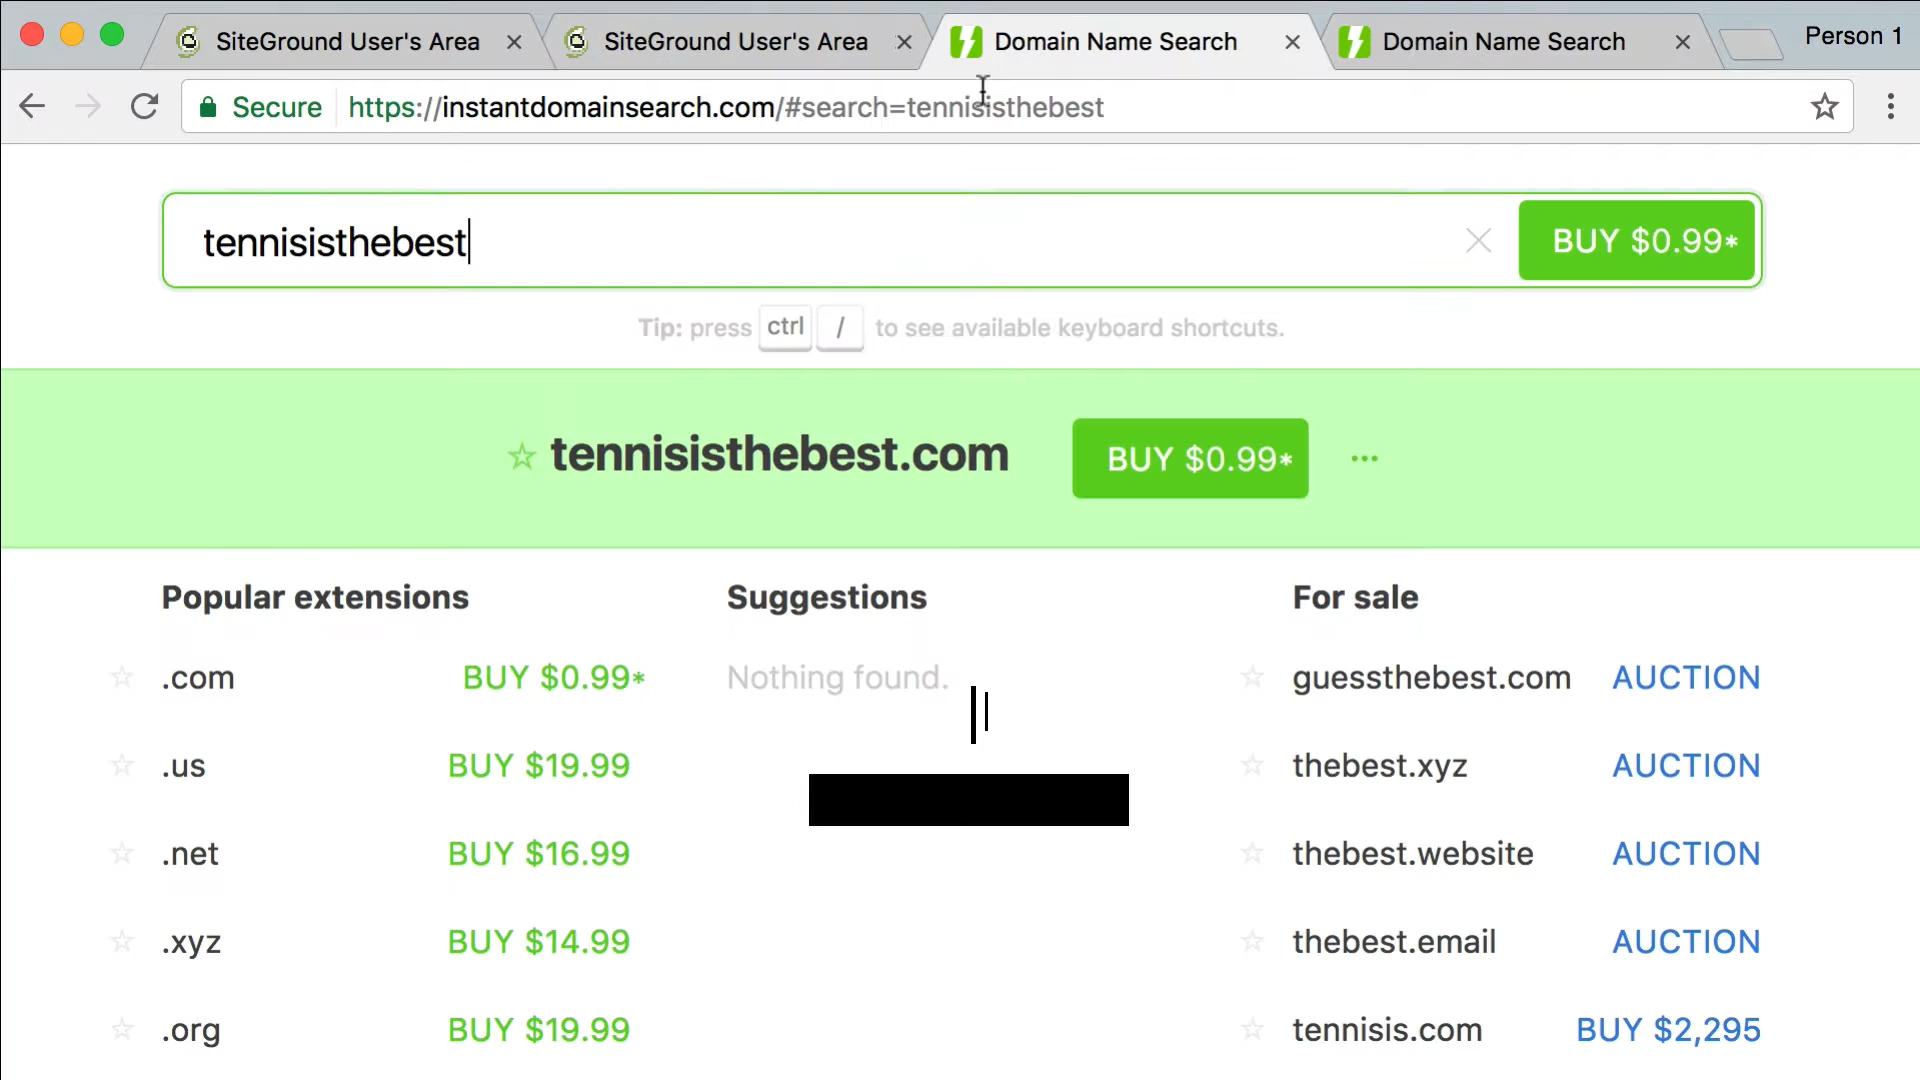 SiteGround User's Area SiteGround User's Area Domain Name Search Domain Name Search Person 1
Secure https://instantdomainsearch.com/#search=tennisisthebest
tennisisthebest BUY $0.99*
Tip: press ctrl / to see available keyboard shortcuts.
tennisisthebest.com BUY $0.99* ...
Popular extensions Suggestions For sale
.com BUY $0.99* Nothing found. guessthebest.com AUCTION
.us BUY $19.99 thebest.xyz AUCTION
.net BUY $16.99 thebest.website AUCTION
.xyz BUY $14.99 thebest.email AUCTION
.org BUY $19.99 tennisis.com BUY $2,295